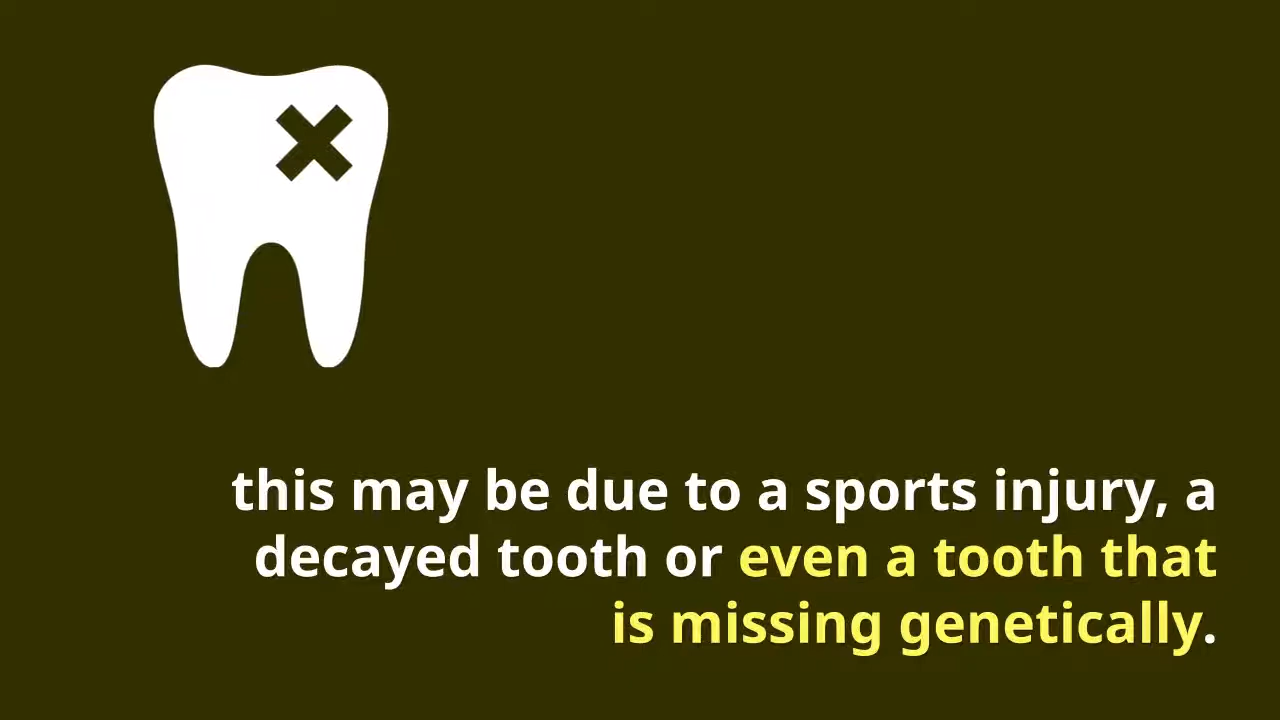 this may be due to a sports injury, a
decayed tooth or even a tooth that
is missing genetically.